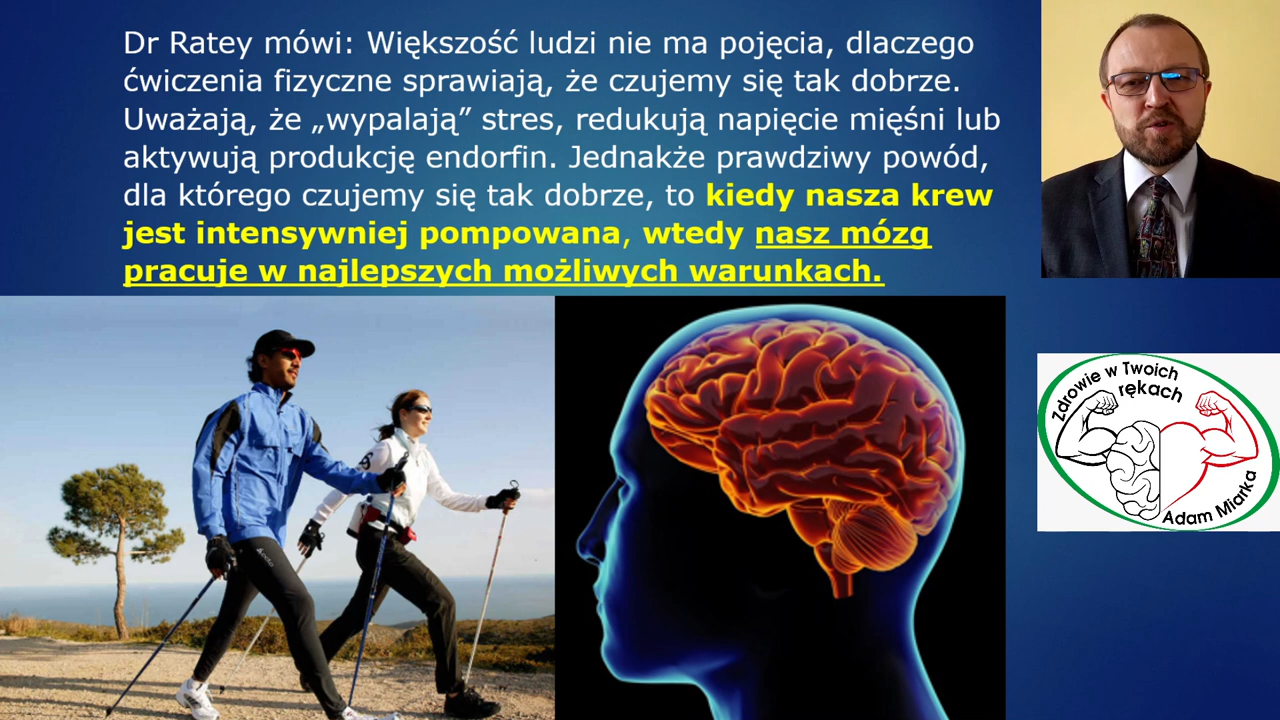 Dr Ratey mówi: Większość ludzi nie ma pojęcia, dlaczego
ćwiczenia fizyczne sprawiają, że czujemy się tak dobrze.
Uważają, że „wypalają” stres, redukują napięcie mięśni lub
aktywują produkcję endorfin. Jednakże prawdziwy powód,
dla którego czujemy się tak dobrze, to kiedy nasza krew
jest intensywniej pompowana, wtedy nasz mózg
pracuje w najlepszych możliwych warunkach.
Zdrowie w Twoich
rękach
Adam Miarka